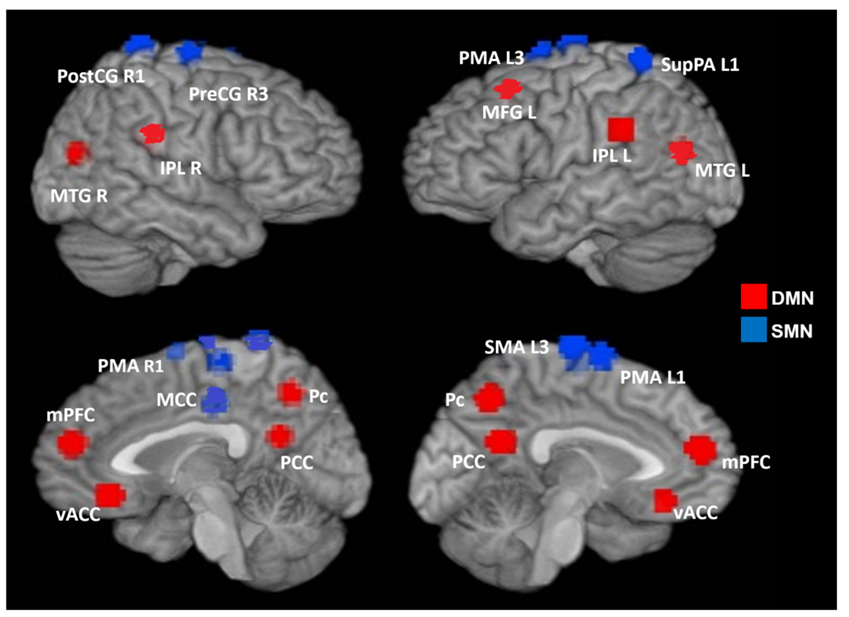 PostCG R1
PreCG R3
IPL R
MTG R
PMA L3
SupPA L1
MFG L
IPL L
MTG L
DMN
SMN
PMA R1
MCC
Pc
mPFC
PCC
vACC
SMA L3
PMA L1
Pc
PCC
mPFC
vACC